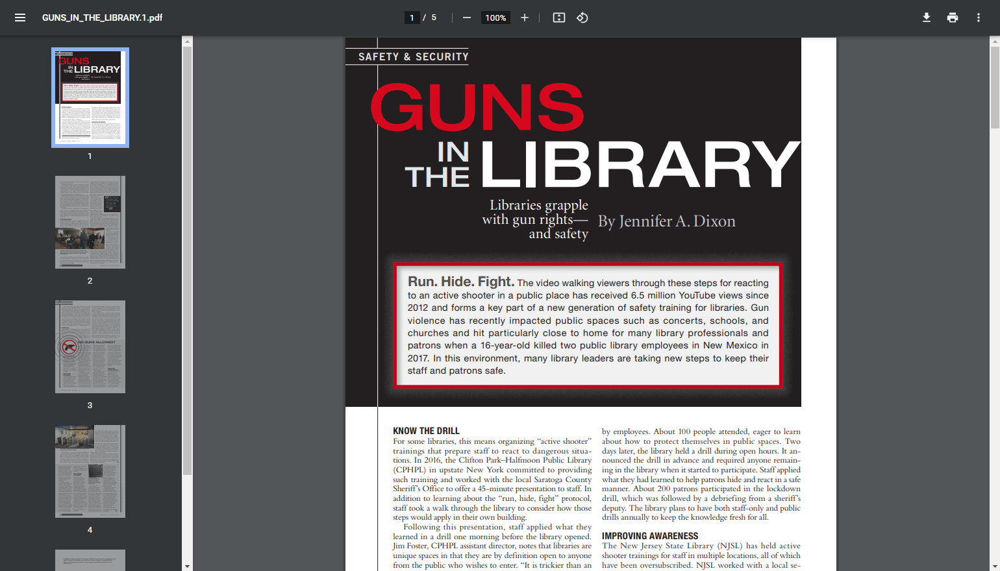 GUNS_IN_THE_LIBRARY.1.pdf
1 / 5
100%
1
2
3
4
SAFETY & SECURITY
GUNS
IN
THE LIBRARY
Libraries grapple
with gun rights—
and safety
By Jennifer A. Dixon
Run. Hide. Fight. The video walking viewers through these steps for reacting
to an active shooter in a public place has received 6.5 million YouTube views since
2012 and forms a key part of a new generation of safety training for libraries. Gun
violence has recently impacted public spaces such as concerts, schools, and
churches and hit particularly close to home for many library professionals and
patrons when a 16-year-old killed two public library employees in New Mexico in
2017. In this environment, many library leaders are taking new steps to keep their
staff and patrons safe.
KNOW THE DRILL
For some libraries, this means organizing “active shooter”
trainings that prepare staff to react to dangerous situa-
tions. In 2016, the Clifton Park–Halfmoon Public Library
(CPHPL) in upstate New York committed to providing
such training and worked with the local Saratoga County
Sheriff’s Office to offer a 45-minute presentation to staff. In
addition to learning about the “run, hide, fight” protocol,
staff took a walk through the library to consider how those
steps would apply in their own building.
Following this presentation, staff applied what they
learned in a drill one morning before the library opened.
Jim Foster, CPHPL assistant director, notes that libraries are
unique spaces in that they are by definition open to anyone
from the public who wishes to enter. “It is trickier than an
by employees. About 100 people attended, eager to learn
about how to protect themselves in public spaces. Two
days later, the library held a drill during open hours. It an-
nounced the drill in advance and required anyone remain-
ing in the library when it started to participate. Staff applied
what they had learned to help patrons hide and react in a safe
manner. About 200 patrons participated in the lockdown
drill, which was followed by a debriefing from a sheriff’s
deputy. The library plans to have both staff-only and public
drills annually to keep the knowledge fresh for all.
IMPROVING AWARENESS
The New Jersey State Library (NJSL) has held active
shooter trainings for staff in multiple locations, all of which
have been oversubscribed. NJSL worked with a local se-